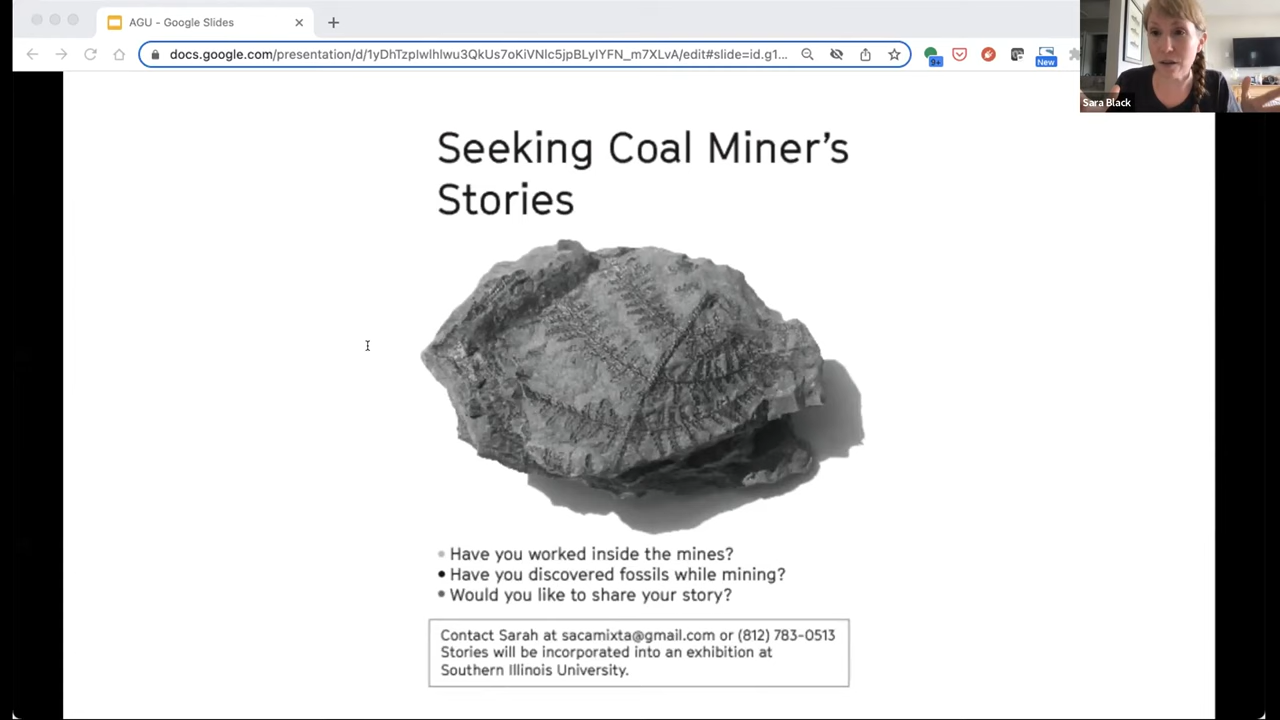 AGU - Google Slides
docs.google.com/presentation/d/1yDhTzplwlhlwu3QkUs7oKiVNlc5jpBLylYFN_m7XLvA/edit#slide=id.g1...
9+
New
Sara Black
Seeking Coal Miner’s
Stories
• Have you worked inside the mines?
• Have you discovered fossils while mining?
• Would you like to share your story?
Contact Sarah at sacamixta@gmail.com or (812) 783-0513
Stories will be incorporated into an exhibition at
Southern Illinois University.